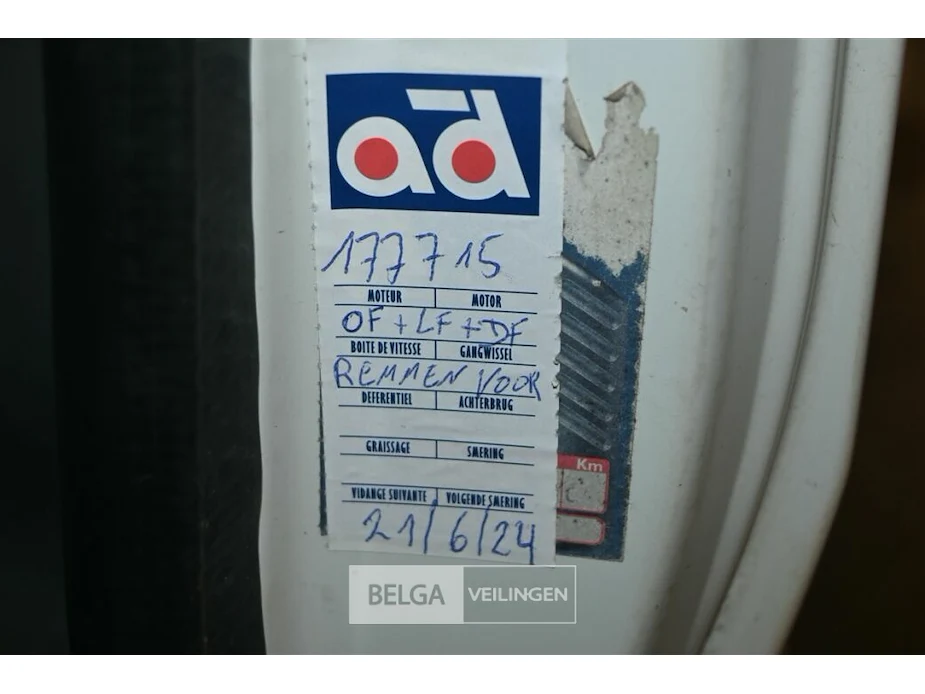 ad
177715
MOTEUR MOTOR
OF + LF + DF
BOITE DE VITESSE GANGWISSEL
REMMEN VOOR
DEFERENTIEL ACHTERBRUG
GRAISSAGE SMERING
Km
VIDANGE SUIVANTE VOLGENDE SMERING
21/6/24
BELGA VEILINGEN